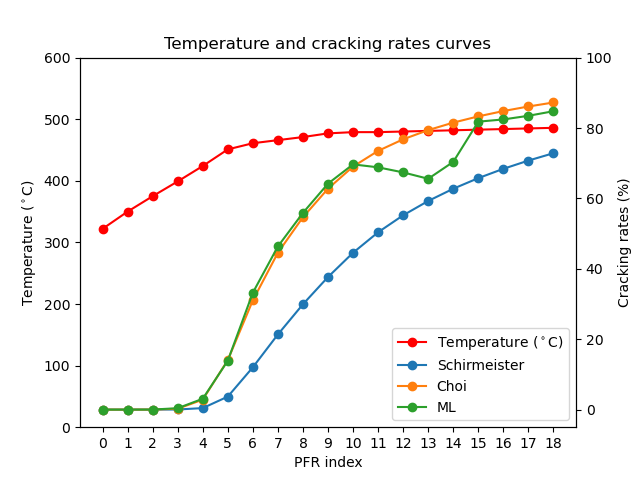 Temperature and cracking rates curves
600
500
400
300
200
100
0
Temperature (°C)
100
80
60
40
20
0
Cracking rates (%)
Temperature (°C)
Schirmeister
Choi
ML
0 1 2 3 4 5 6 7 8 9 10 11 12 13 14 15 16 17 18
PFR index